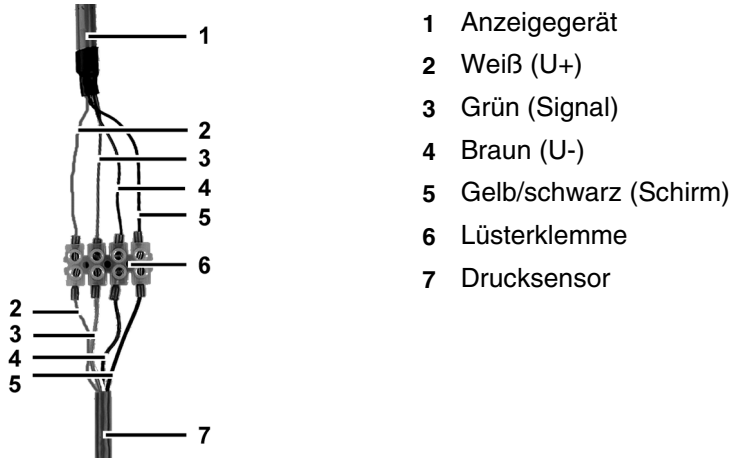 1
2
3
4
5
6
2
3
4
5
7
1 Anzeigegerät
2 Weiß (U+)
3 Grün (Signal)
4 Braun (U-)
5 Gelb/schwarz (Schirm)
6 Lüsterklemme
7 Drucksensor